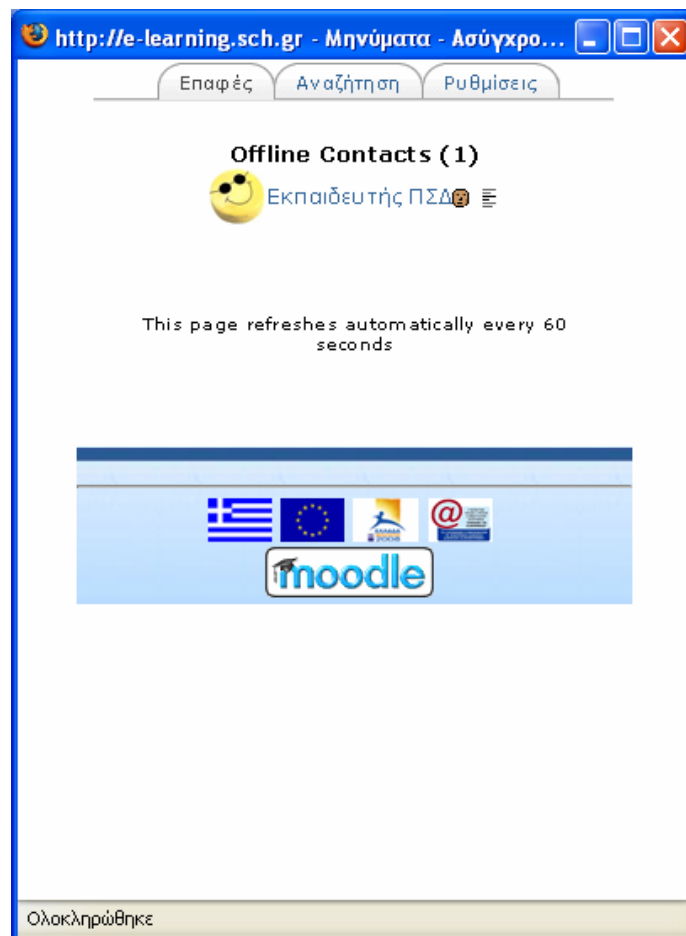 http://e-learning.sch.gr - Μηνύματα - Ασύγχρο...
Επαφές Αναζήτηση Ρυθμίσεις
Offline Contacts (1)
Εκπαιδευτής ΠΣΔ
This page refreshes automatically every 60
seconds
moodle
Ολοκληρώθηκε